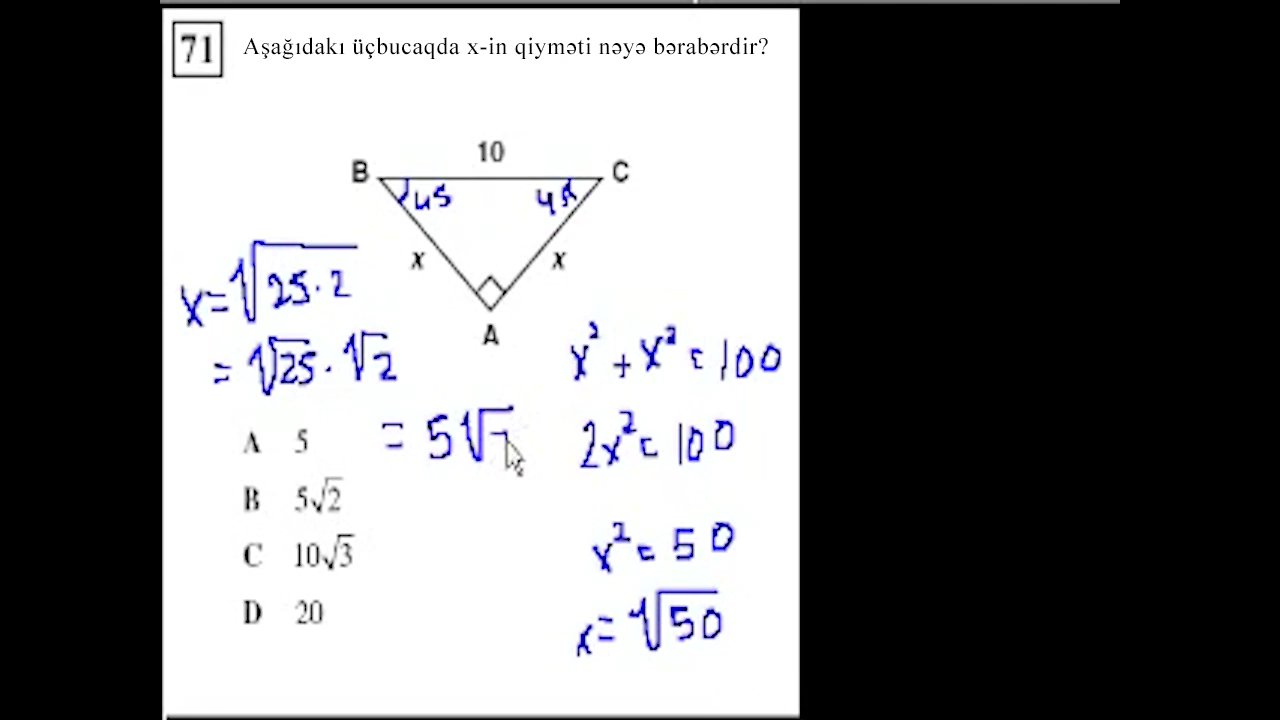 71 Aşağıdakı üçbucaqda x-in qiyməti nəyə bərabərdir?
10
B C
45 45
x x
A
x=√25·2
=√25·√2
=5√
x²+x²=100
2x²=100
x²=50
x=√50
A 5
B 5√2
C 10√3
D 20